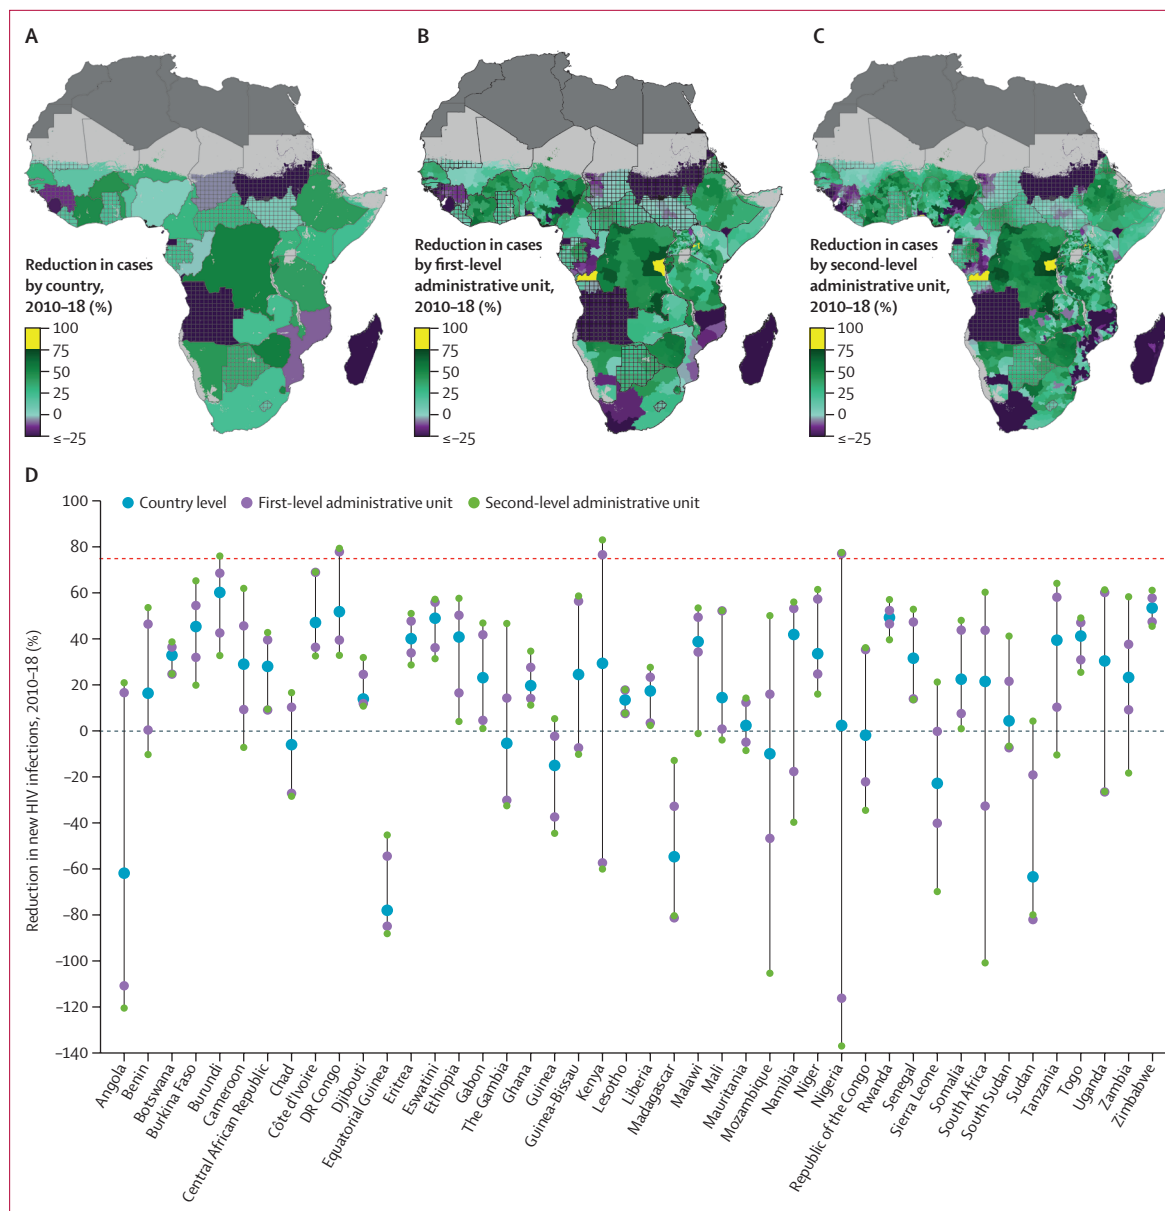 A
B
C
Reduction in cases
by country,
2010–18 (%)
100
75
50
25
0
≤–25
Reduction in cases
by first-level
administrative unit,
2010–18 (%)
100
75
50
25
0
≤–25
Reduction in cases
by second-level
administrative unit,
2010–18 (%)
100
75
50
25
0
≤–25
D
Country level
First-level administrative unit
Second-level administrative unit
Reduction in new HIV infections, 2010–18 (%)
100
80
60
40
20
0
–20
–40
–60
–80
–100
–120
–140
Angola
Benin
Botswana
Burkina Faso
Burundi
Cameroon
Central African Republic
Chad
Côte d'Ivoire
DR Congo
Djibouti
Equatorial Guinea
Eritrea
Eswatini
Ethiopia
Gabon
The Gambia
Ghana
Guinea
Guinea-Bissau
Kenya
Lesotho
Liberia
Madagascar
Malawi
Mali
Mauritania
Mozambique
Namibia
Niger
Nigeria
Republic of the Congo
Rwanda
Senegal
Sierra Leone
Somalia
South Africa
South Sudan
Sudan
Tanzania
Togo
Uganda
Zambia
Zimbabwe